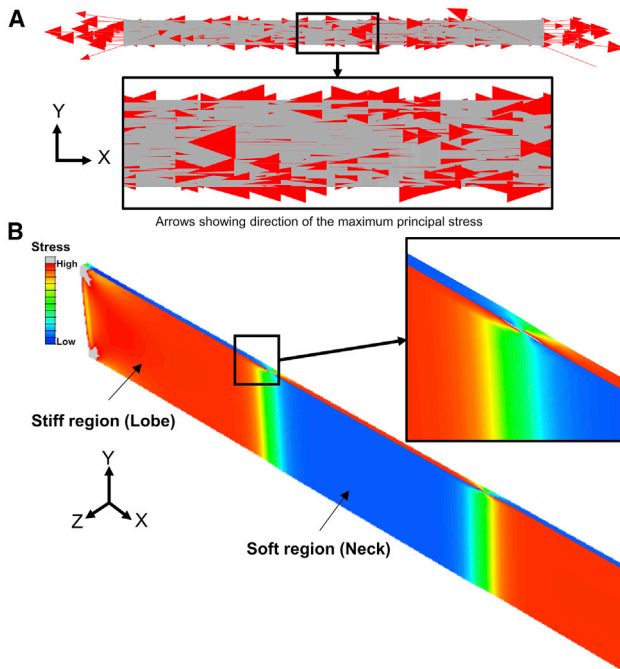 A
Y
X
Arrows showing direction of the maximum principal stress
B
Stress
High
Low
Stiff region (Lobe)
Y
Z
X
Soft region (Neck)